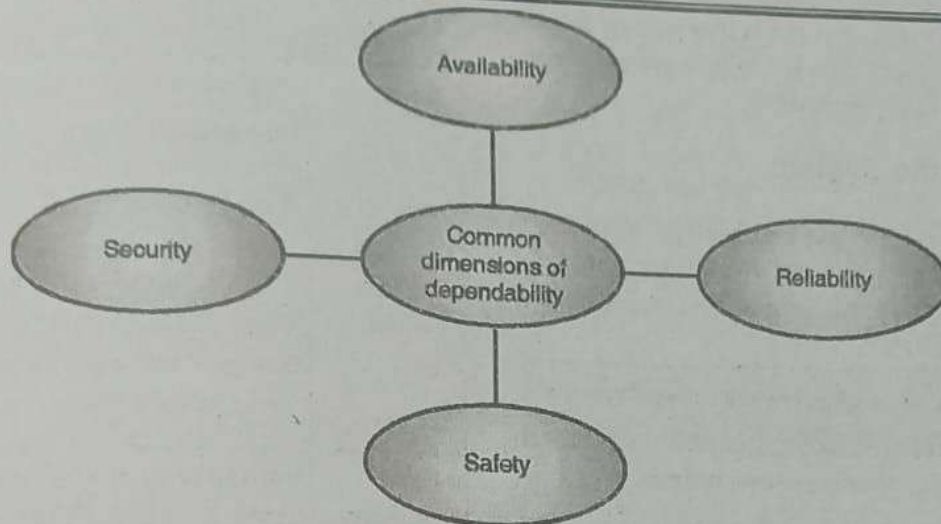 Availability
Security
Common
dimensions of
dependability
Reliability
Safety